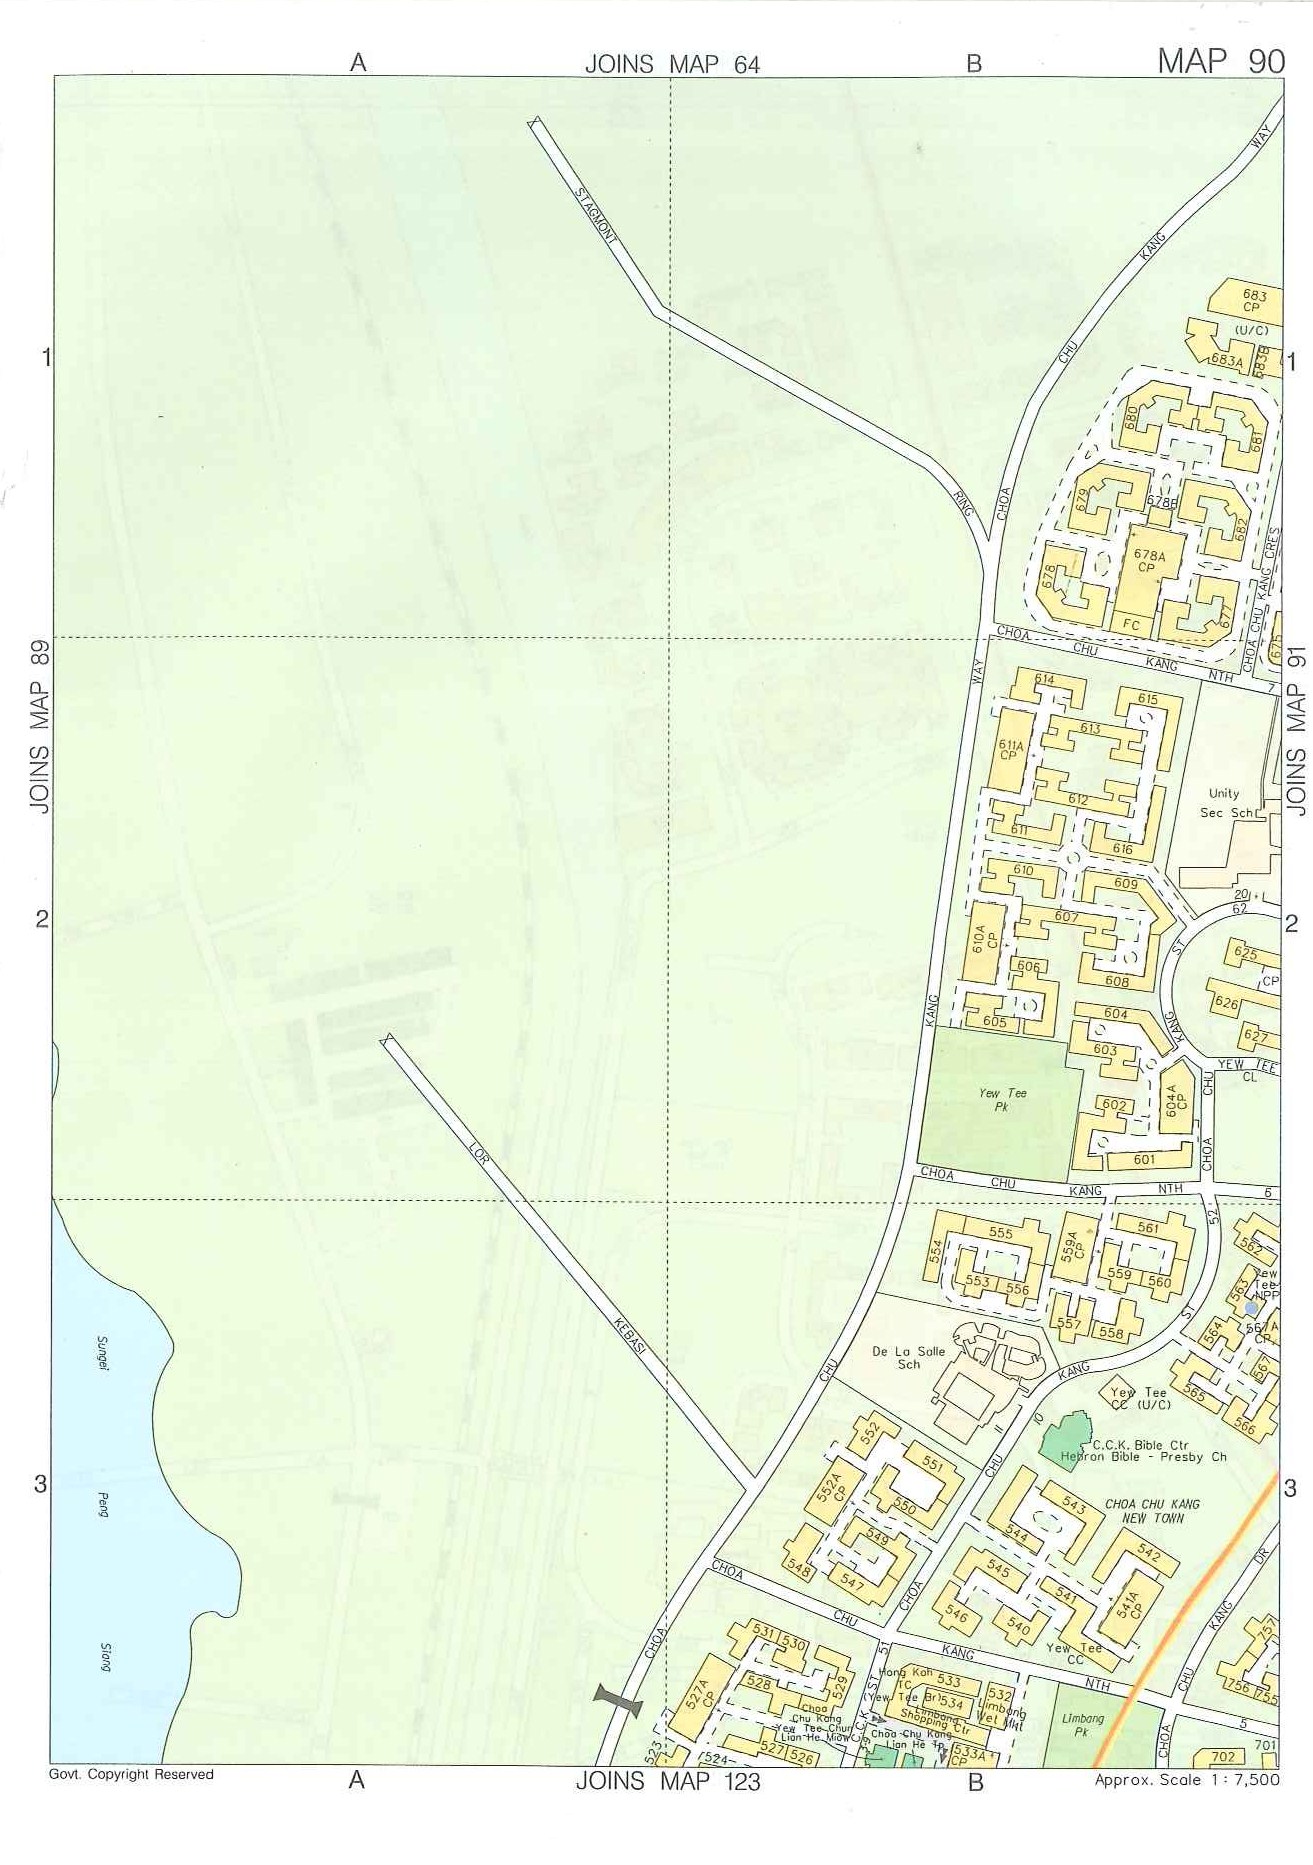 A
JOINS MAP 64
B
MAP 90
STAGMONT
RING
CHOA
CHU
KANG
WAY
683
CP
(U/C)
683A
683B
680
681
679
678B
682
678A
CP
678
677
FC
CHOA CHU KANG CRES
1
1
CHOA
CHU
KANG
NTH
7
JOINS MAP 89
JOINS MAP 91
WAY
614
615
613
611A
CP
612
611
616
Unity
Sec Sch
610
609
607
610A
CP
606
608
605
604
603
602
604A
CP
601
20
62
ST
KANG
CHU
CHOA
625
CP
626
627
YEW TEE
CL
2
2
KANG
Yew Tee
Pk
CHOA
CHU
KANG
NTH
6
52
LOR
KEBASI
555
554
553
556
559A
CP
561
559
560
557
558
562
563
Yew
Tee
NPP
567A
CP
564
567
565
566
De La Salle
Sch
CHU
ST
KANG
Yew Tee
CC (U/C)
10
11
CHU
C.C.K. Bible Ctr
Hebron Bible - Presby Ch
CHOA CHU KANG
NEW TOWN
552
551
552A
CP
550
549
548
547
543
544
542
545
541
541A
CP
546
540
Yew Tee
CC
3
3
Sungei
Peng
Siang
CHOA
CHOA
CHU
KANG
NTH
5
CHOA
51
ST
C.C.K.
DR
KANG
CHU
CHOA
531
530
529
528
527A
CP
527
526
524
523
Choa
Chu Kang
Yew Tee Chun
Lian He Miow
Hong Koh
TC
(Yew Tee Br)
533
534
Limbang
Shopping Ctr
532
Limbang
Wet Mkt
Choa Chu Kang
Lian He Tp
39
533A
CP
Limbang
Pk
757
756
755
702
701
Govt. Copyright Reserved
A
JOINS MAP 123
B
Approx. Scale 1 : 7,500